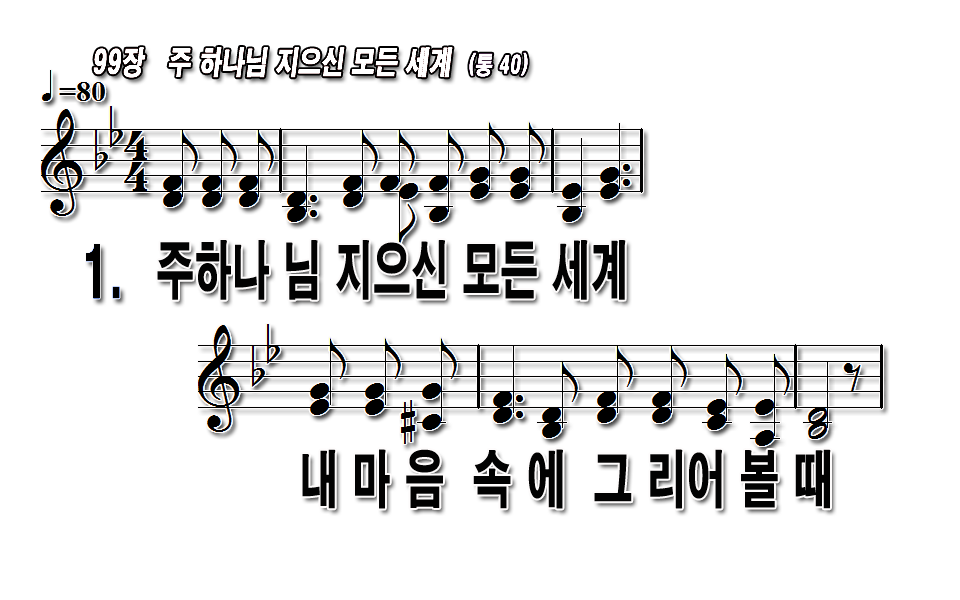 99장 주 하나님 지으신 모든 세계 (통 40)
♩=80
1. 주하나 님 지으신 모든 세계
내 마 음 속 에 그 리어 볼 때